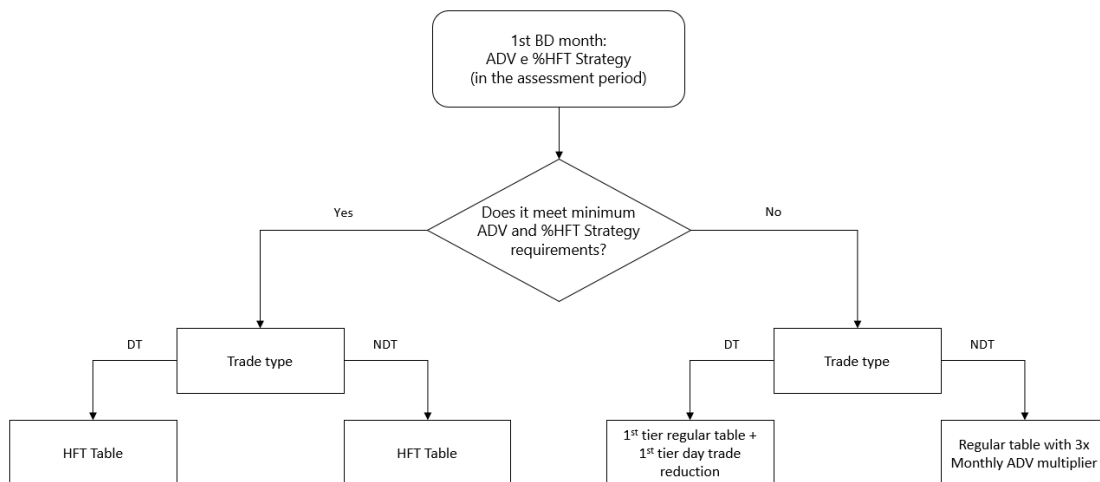 1st BD month:
ADV e %HFT Strategy
(in the assessment period)
Does it meet minimum
ADV and %HFT Strategy
requirements?
Yes
No
Trade type
DT
NDT
HFT Table
HFT Table
Trade type
DT
NDT
1st tier regular table +
1st tier day trade
reduction
Regular table with 3x
Monthly ADV multiplier